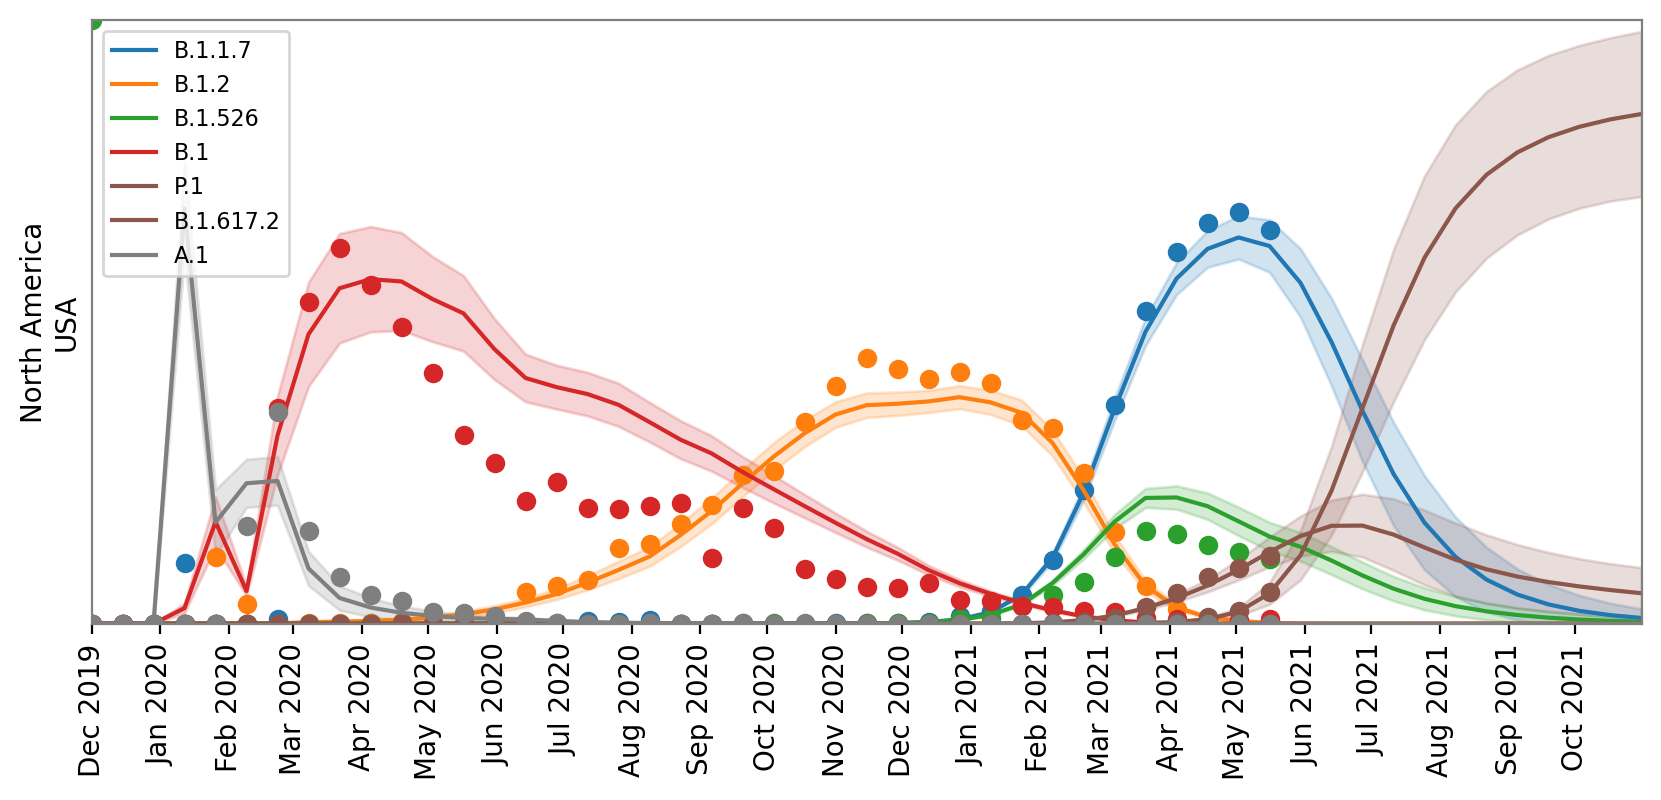 B.1.1.7
B.1.2
B.1.526
B.1
P.1
B.1.617.2
A.1
North America
USA
Dec 2019
Jan 2020
Feb 2020
Mar 2020
Apr 2020
May 2020
Jun 2020
Jul 2020
Aug 2020
Sep 2020
Oct 2020
Nov 2020
Dec 2020
Jan 2021
Feb 2021
Mar 2021
Apr 2021
May 2021
Jun 2021
Jul 2021
Aug 2021
Sep 2021
Oct 2021